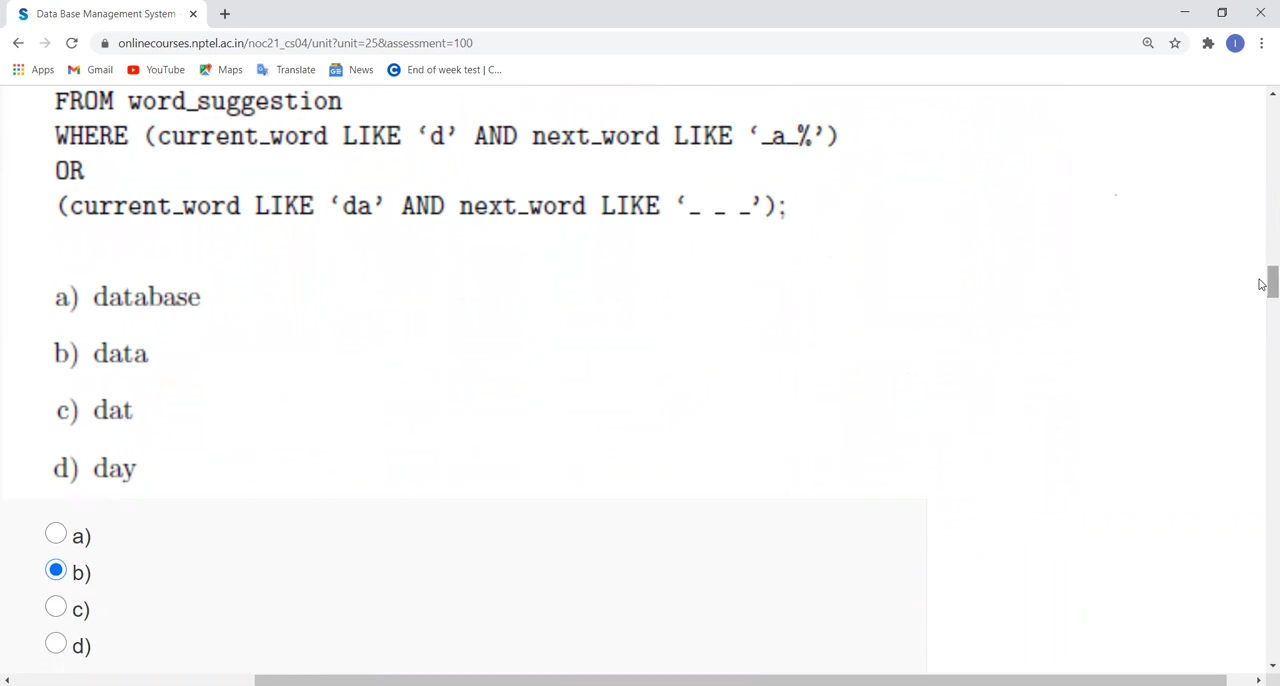 Data Base Management System
onlinecourses.nptel.ac.in/noc21_cs04/unit?unit=25&assessment=100
I
Apps Gmail YouTube Maps Translate News End of week test | C...
FROM word_suggestion
WHERE (current_word LIKE ‘d’ AND next_word LIKE ‘_a_%’)
OR
(current_word LIKE ‘da’ AND next_word LIKE ‘_ _ _’);
a) database
b) data
c) dat
d) day
a)
b)
c)
d)